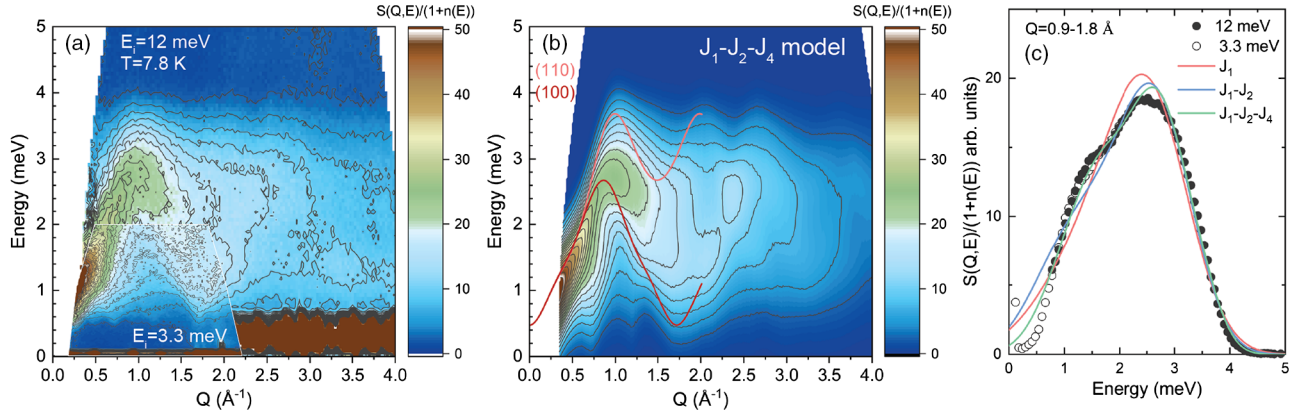 S(Q,E)/(1+n(E))
(a)
E_i=12 meV
T=7.8 K
E_i=3.3 meV
Energy (meV)
5
4
3
2
1
0
0.0 0.5 1.0 1.5 2.0 2.5 3.0 3.5 4.0
Q (Å⁻¹)
50
40
30
20
10
0
S(Q,E)/(1+n(E))
(b)
J₁-J₂-J₄ model
(110)
(100)
Energy (meV)
5
4
3
2
1
0
0.0 0.5 1.0 1.5 2.0 2.5 3.0 3.5 4.0
Q (Å⁻¹)
50
40
30
20
10
0
Q=0.9-1.8 Å
(c)
12 meV
3.3 meV
J₁
J₁-J₂
J₁-J₂-J₄
S(Q,E)/(1+n(E)) arb. units
20
10
0
0 1 2 3 4 5
Energy (meV)